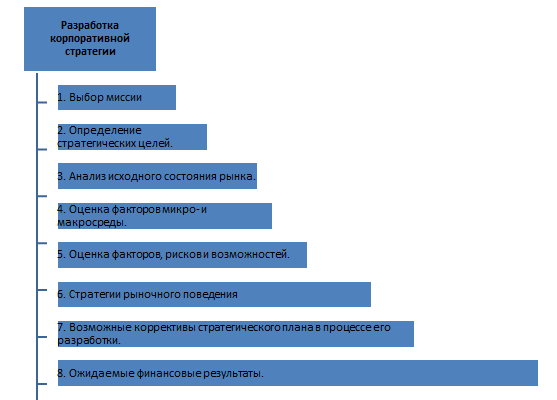 Разработка
корпоративной
стратегии
1. Выбор миссии
2. Определение
стратегических целей.
3. Анализ исходного состояния рынка.
4. Оценка факторов микро- и
макросреды.
5. Оценка факторов, рисков и возможностей.
6. Стратегии рыночного поведения
7. Возможные коррективы стратегического плана в процессе его
разработки.
8. Ожидаемые финансовые результаты.